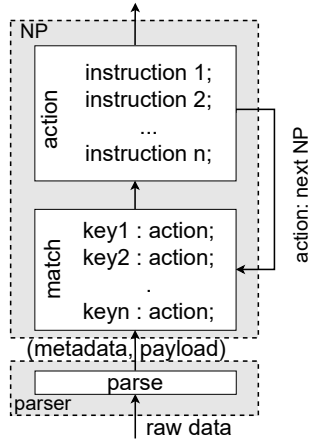 NP
action
instruction 1;
instruction 2;
...
instruction n;
action: next NP
match
key1 : action;
key2 : action;
.
keyn : action;
(metadata, payload)
parse
parser
raw data